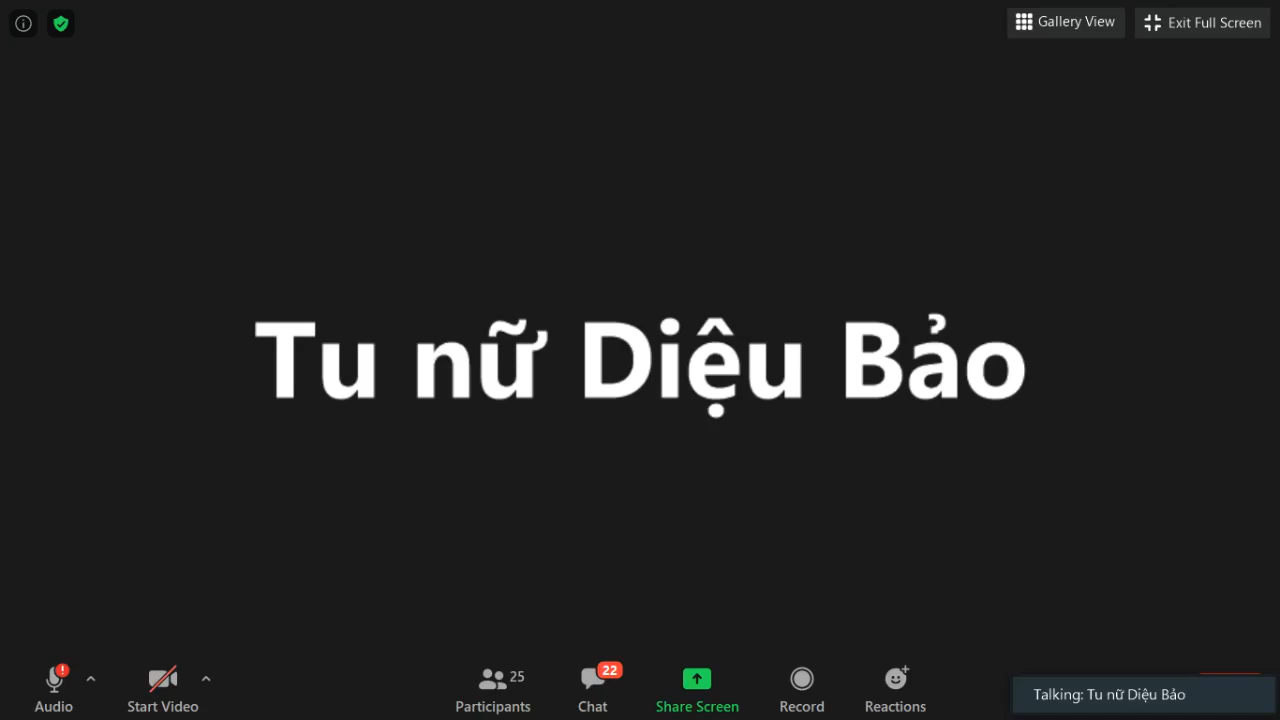 Gallery View
Exit Full Screen
Tu nữ Diệu Bảo
25
22
Audio
Start Video
Participants
Chat
Share Screen
Record
Reactions
Talking: Tu nữ Diệu Bảo